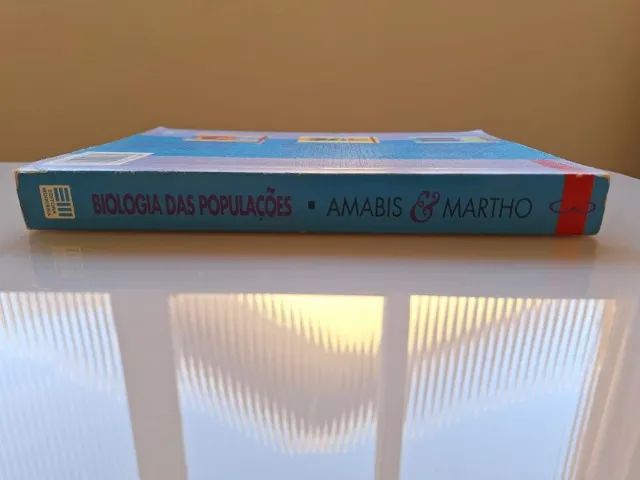 BIOLOGIA DAS POPULAÇÕES ▪ AMABIS & MARTHO